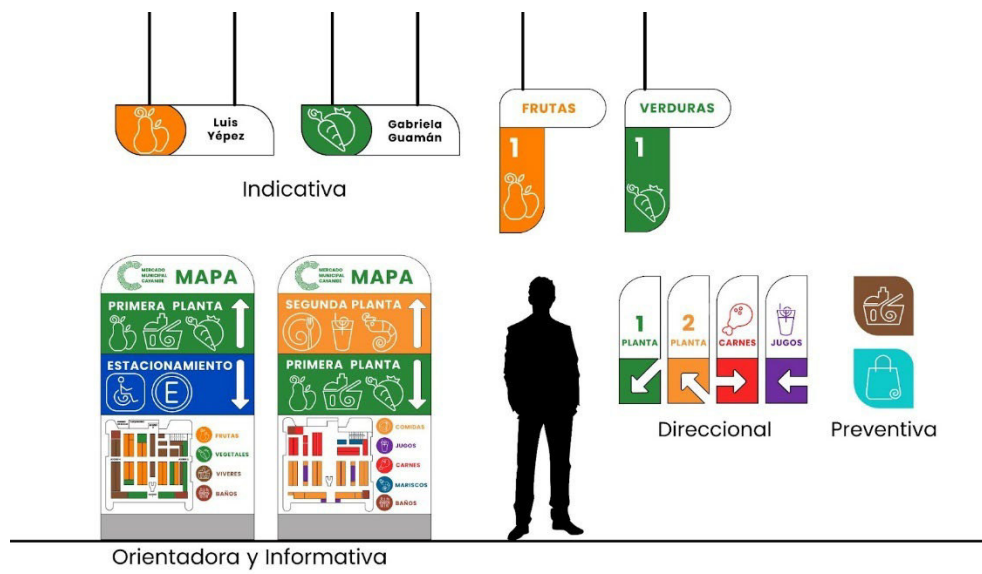 Luis
Yépez
Gabriela
Guamán
Indicativa
FRUTAS
1
VERDURAS
1
MERCADO
MUNICIPAL
CAYAMBE
MAPA
PRIMERA PLANTA
ESTACIONAMIENTO
E
FRUTAS
VEGETALES
VIVERES
BAÑOS
MERCADO
MUNICIPAL
CAYAMBE
MAPA
SEGUNDA PLANTA
PRIMERA PLANTA
COMIDAS
JUGOS
CARNES
MARISCOS
BAÑOS
Orientadora y Informativa
1
PLANTA
2
PLANTA
CARNES
JUGOS
Direccional
Preventiva